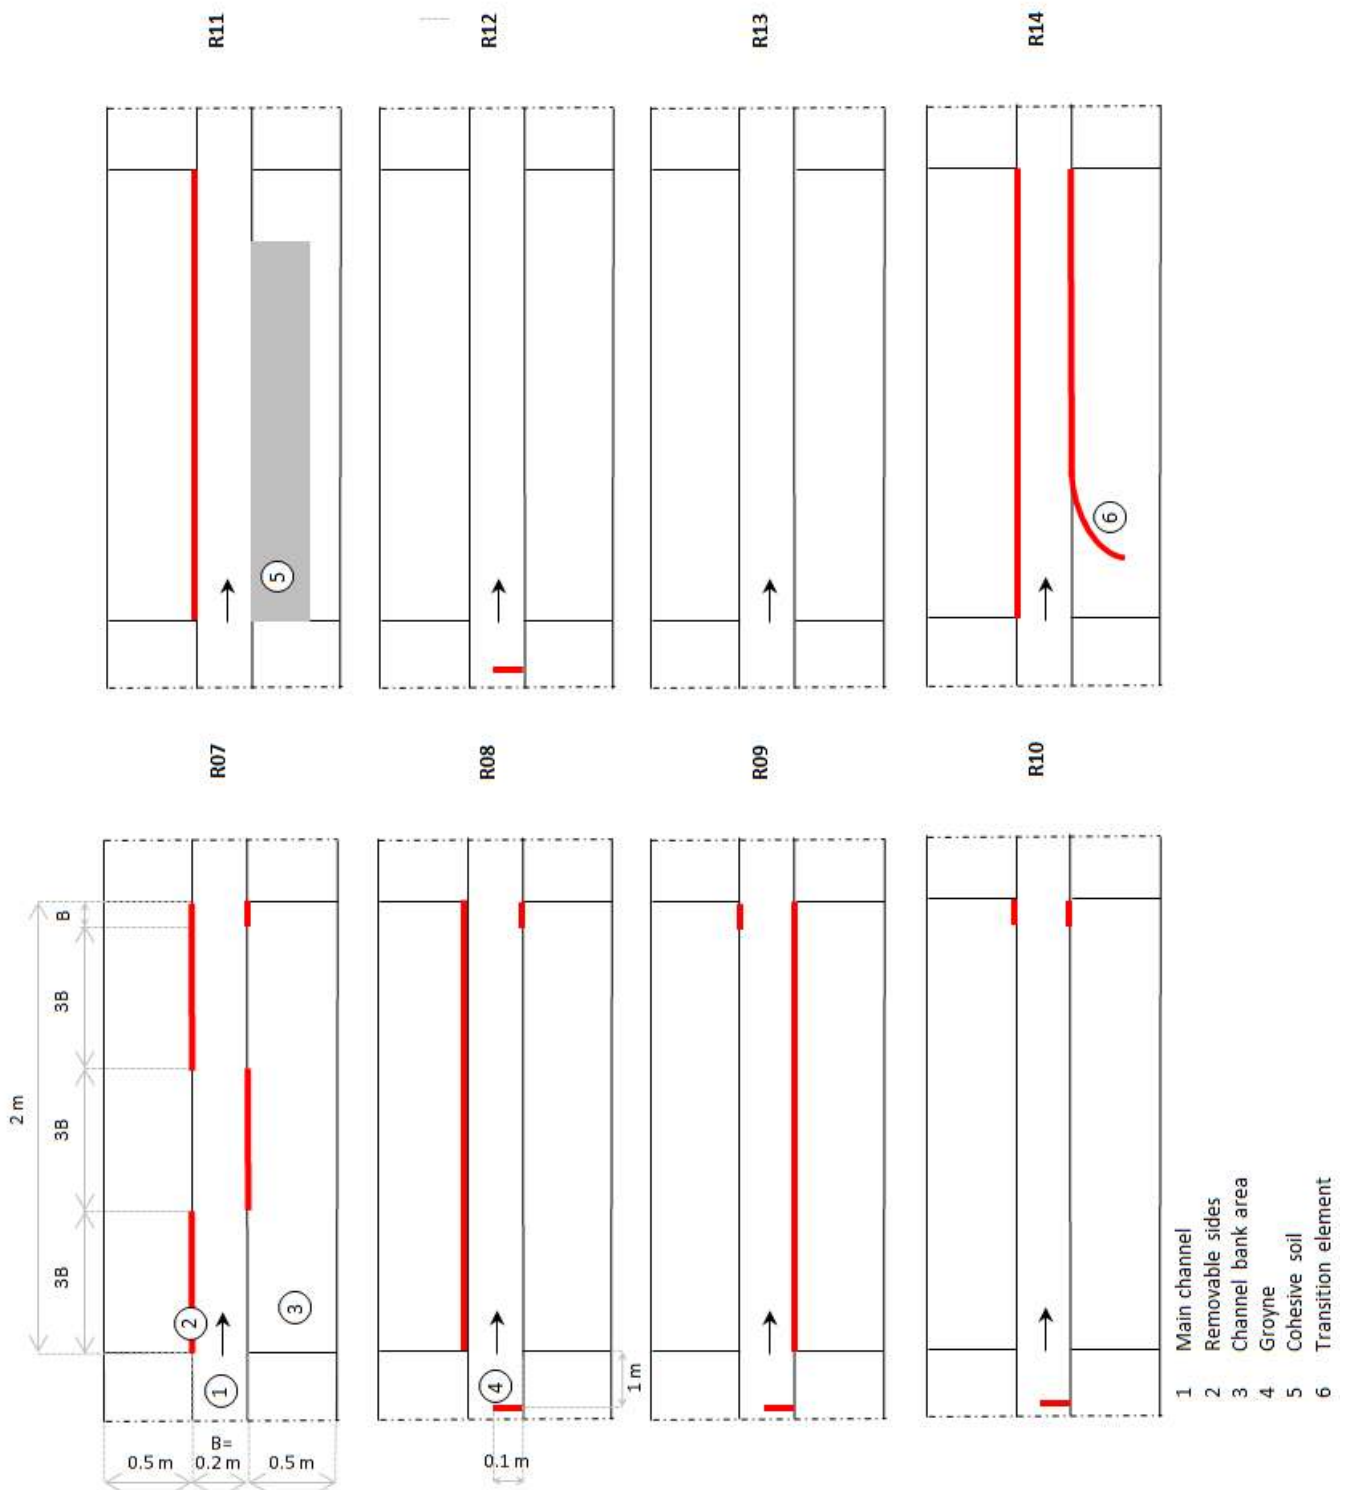 R11
R12
R13
R14
5
6
R07
R08
R09
R10
2 m
B
3B
3B
3B
2
1
3
4
1 m
0.5 m
B=
0.2 m
0.5 m
0.1 m
1 Main channel
2 Removable sides
3 Channel bank area
4 Groyne
5 Cohesive soil
6 Transition element